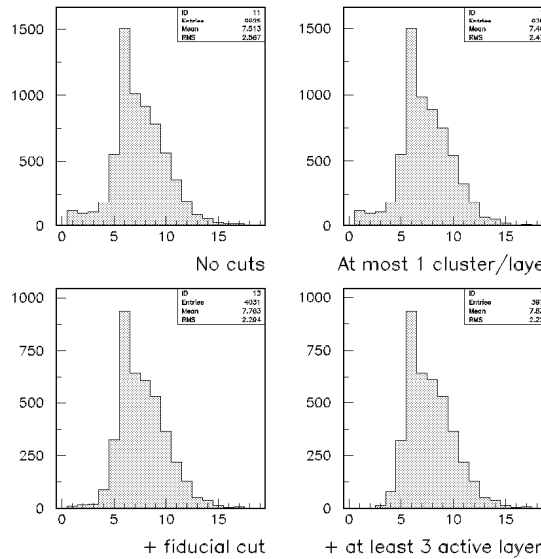 ID 11
Entries 6625
Mean 7.513
RMS 2.567
1500
1000
500
0
0 5 10 15
No cuts
ID
Entries
Mean
RMS
1500
1000
500
0
0 5 10 15
At most 1 cluster/laye
ID 13
Entries 4031
Mean 7.763
RMS 2.294
1000
750
500
250
0
0 5 10 15
+ fiducial cut
ID
Entries
Mean
RMS
1000
750
500
250
0
0 5 10 15
+ at least 3 active layer